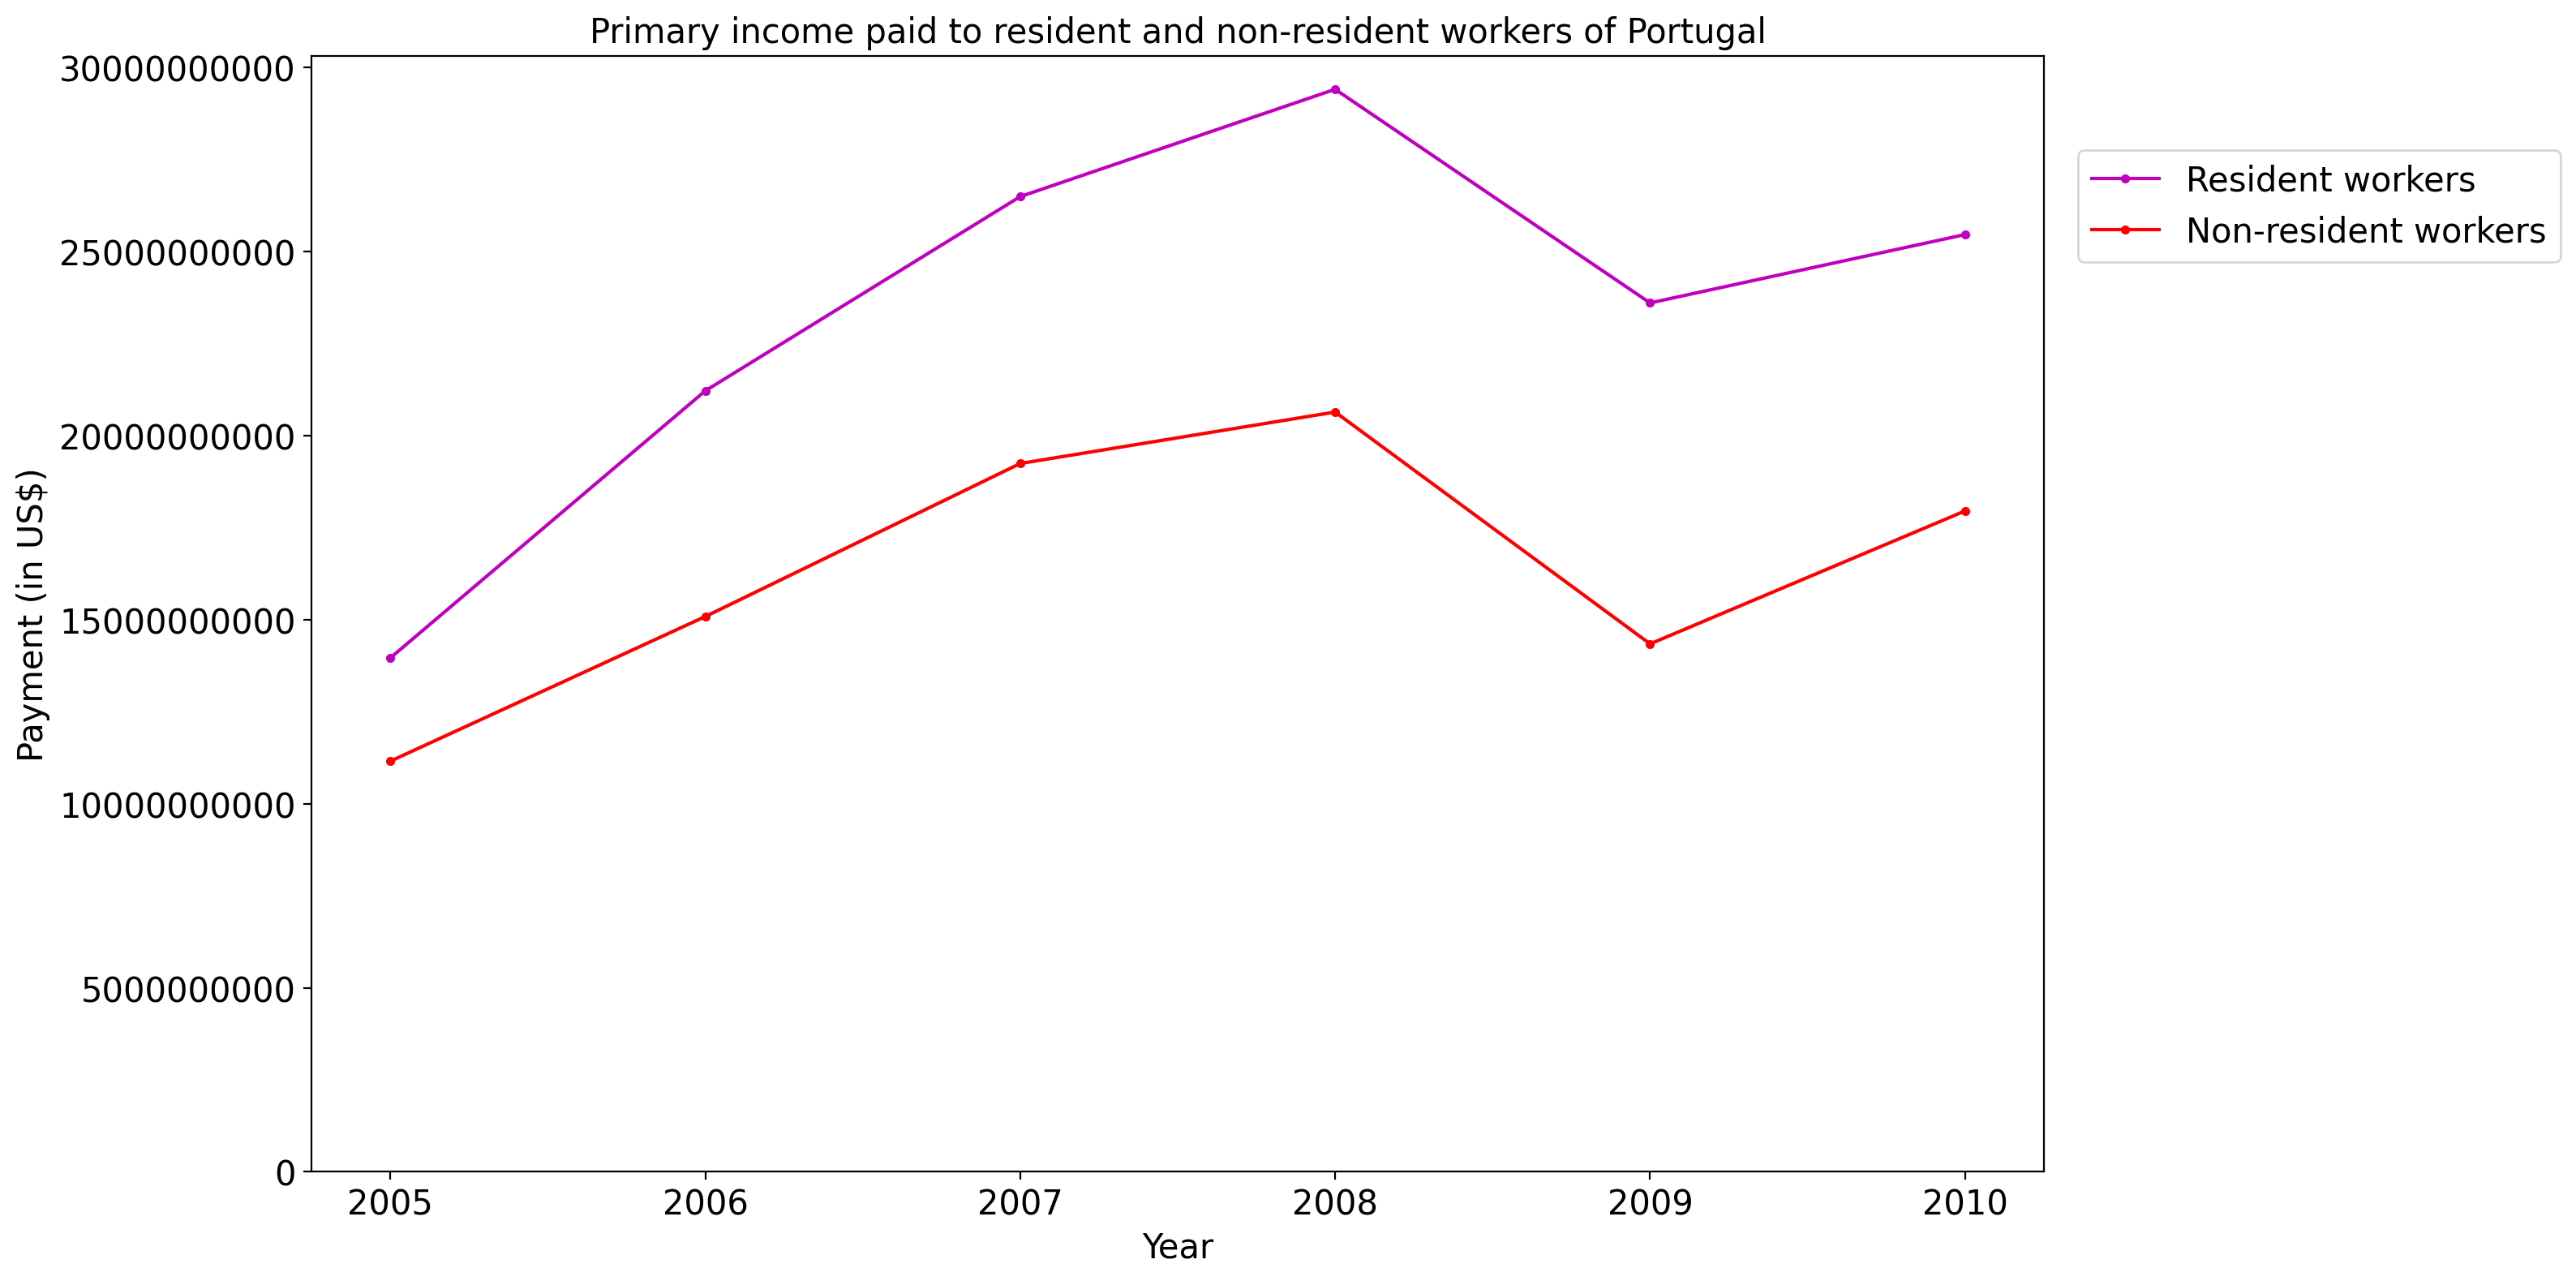 Primary income paid to resident and non-resident workers of Portugal
30000000000
25000000000
20000000000
15000000000
10000000000
5000000000
0
Payment (in US$)
2005 2006 2007 2008 2009 2010
Year
Resident workers
Non-resident workers